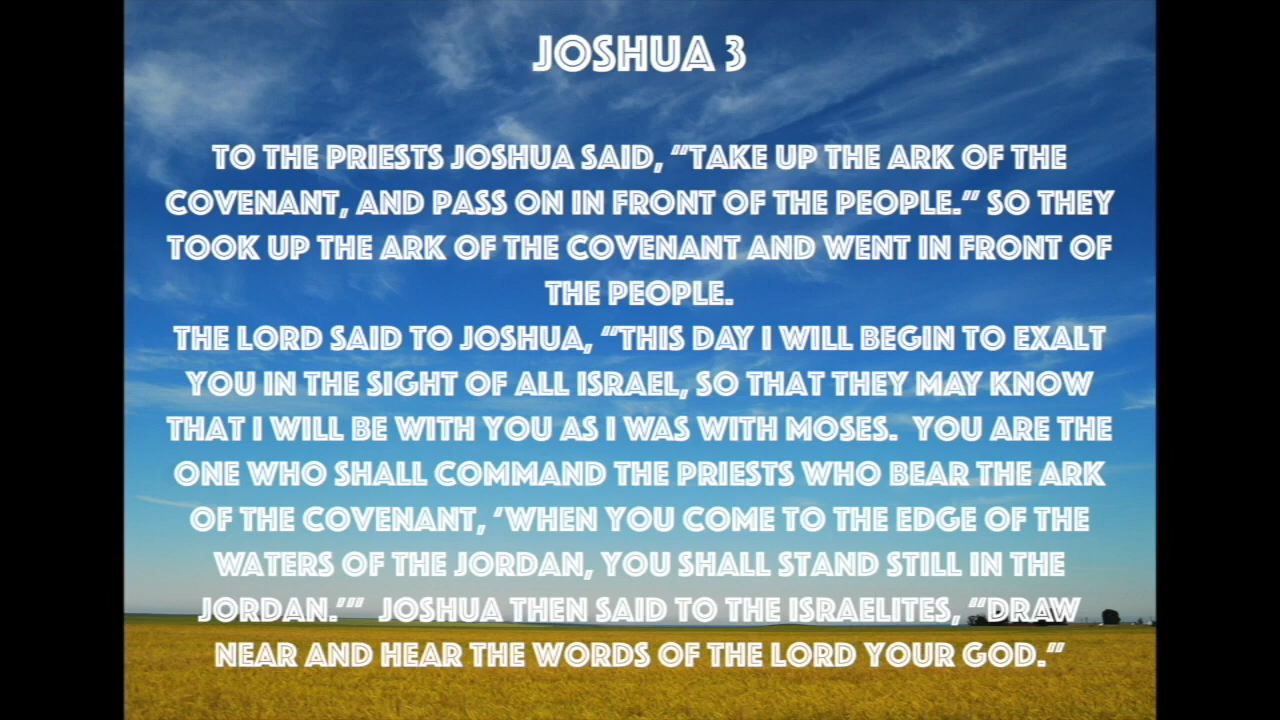 JOSHUA 3
TO THE PRIESTS JOSHUA SAID, “TAKE UP THE ARK OF THE
COVENANT, AND PASS ON IN FRONT OF THE PEOPLE.” SO THEY
TOOK UP THE ARK OF THE COVENANT AND WENT IN FRONT OF
THE PEOPLE.
THE LORD SAID TO JOSHUA, “THIS DAY I WILL BEGIN TO EXALT
YOU IN THE SIGHT OF ALL ISRAEL, SO THAT THEY MAY KNOW
THAT I WILL BE WITH YOU AS I WAS WITH MOSES.  YOU ARE THE
ONE WHO SHALL COMMAND THE PRIESTS WHO BEAR THE ARK
OF THE COVENANT, ‘WHEN YOU COME TO THE EDGE OF THE
WATERS OF THE JORDAN, YOU SHALL STAND STILL IN THE
JORDAN.’”  JOSHUA THEN SAID TO THE ISRAELITES, “DRAW
NEAR AND HEAR THE WORDS OF THE LORD YOUR GOD.”